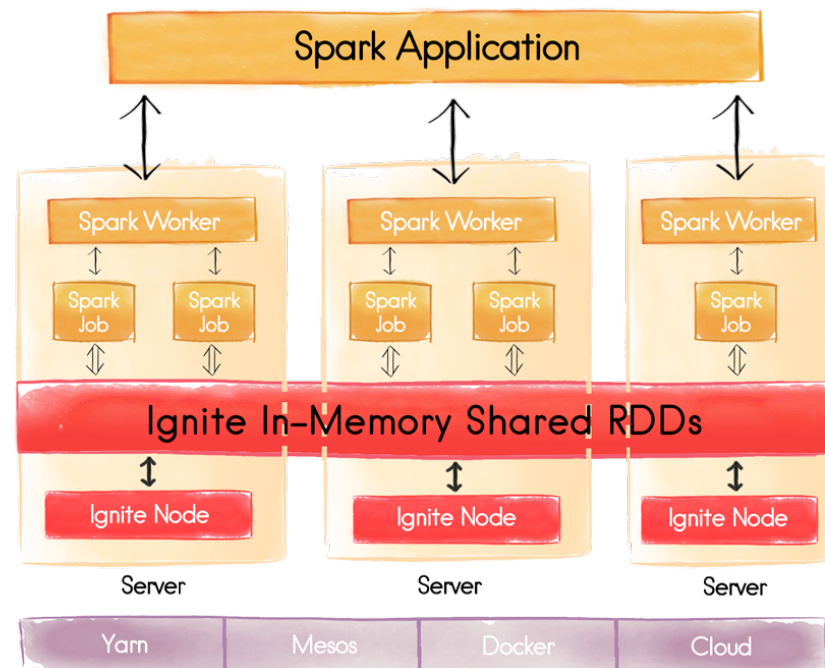 Spark Application
Spark Worker Spark Worker Spark Worker
Spark Spark Spark Spark Spark
Job Job Job Job Job
Ignite In-Memory Shared RDDs
Ignite Node Ignite Node Ignite Node
Server Server Server
Yarn Mesos Docker Cloud